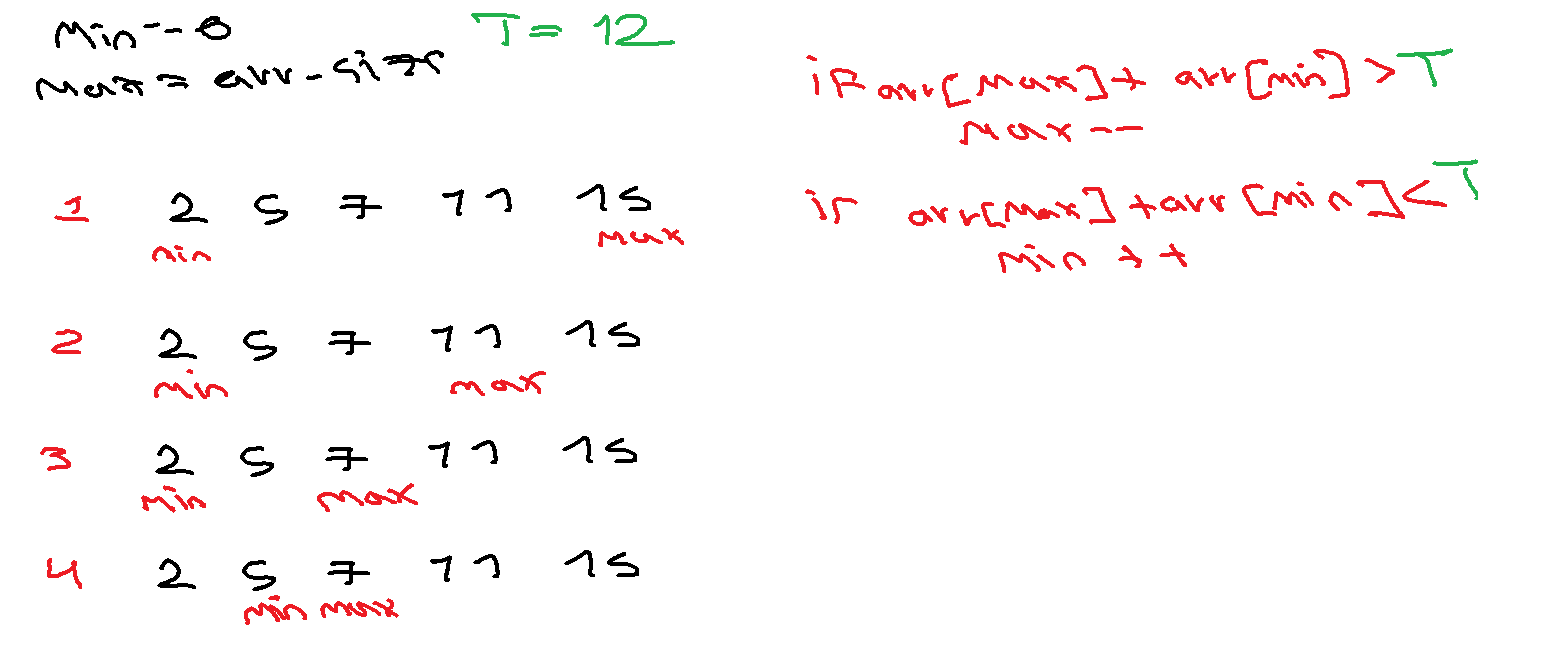 Min = 0
T = 12
Max = arr-size
if arr[Max] + arr[min] > T
Max --
if arr[Max] + arr[min] < T
min ++
1 2 5 7 11 15
min max
2 2 5 7 11 15
min max
3 2 5 7 11 15
min max
4 2 5 7 11 15
min max